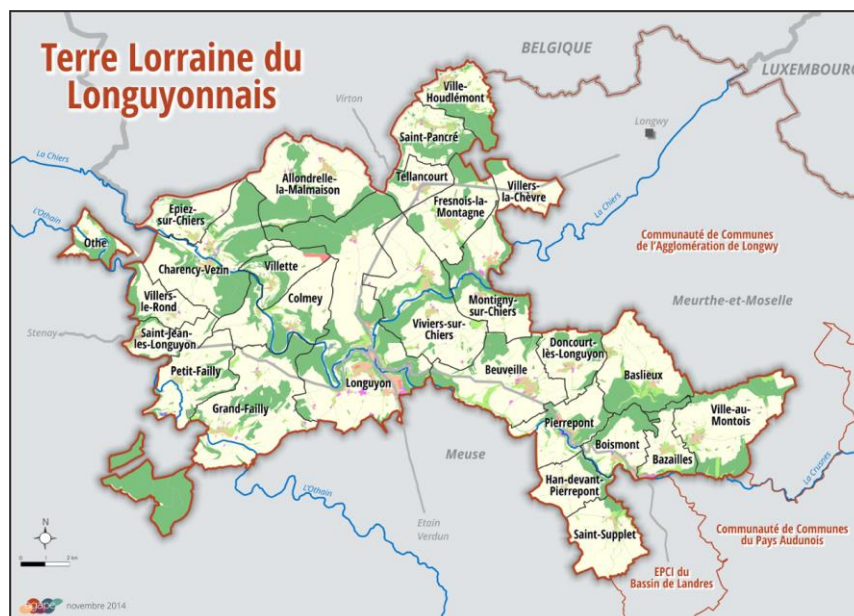 Terre Lorraine du
Longuyonnais
BELGIQUE
LUXEMBOURG
Ville-
Houdlémont
Virton
Longwy
Saint-Pancré
La Chiers
Tellancourt
Allondrelle-
la-Malmaison
Villers-
la-Chèvre
Fresnois-la-
Montagne
La Chiers
L'Othain
Epiez-
sur-Chiers
Othe
Communauté de Communes
de l'Agglomération de Longwy
Charency-Vezin
Villette
Colmey
Villers-
le-Rond
Montigny-
sur-Chiers
Meurthe-et-Moselle
Stenay
Saint-Jean-
les-Longuyon
Viviers-sur-
Chiers
Doncourt-
lès-Longuyon
Petit-Failly
Beuveille
Baslieux
Longuyon
Grand-Failly
Ville-au-
Montois
Pierrepont
Boismont
Bazailles
Meuse
La Crusnes
Han-devant-
Pierrepont
L'Othain
Saint-Supplet
Etain
Verdun
Communauté de Communes
du Pays Audunois
EPCI du
Bassin de Landres
N
0 1 2 km
agape novembre 2014